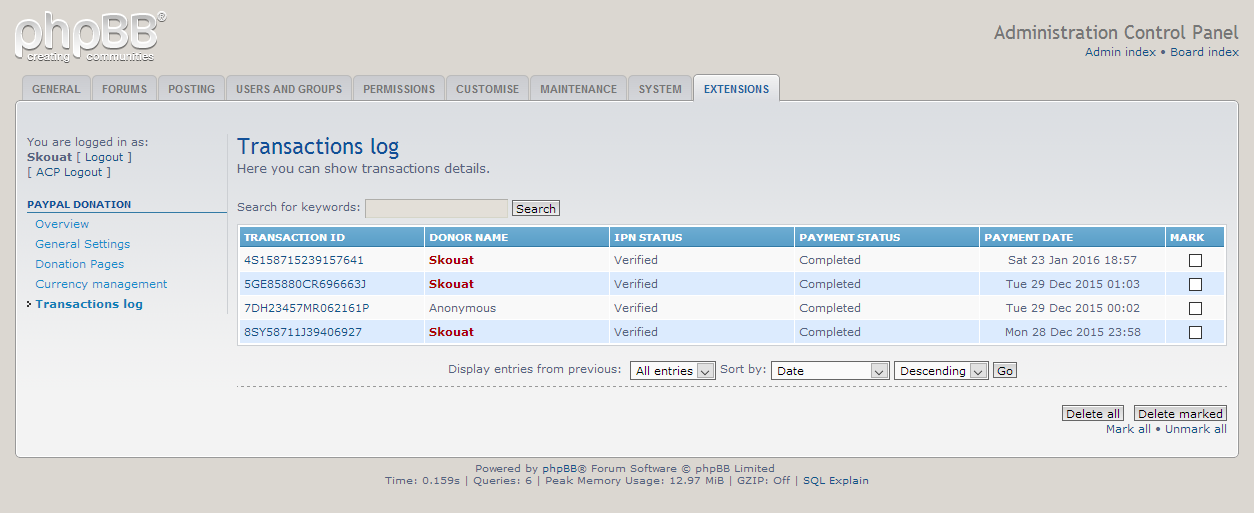 phpBB®
creating communities
Administration Control Panel
Admin index • Board index
GENERAL FORUMS POSTING USERS AND GROUPS PERMISSIONS CUSTOMISE MAINTENANCE SYSTEM EXTENSIONS
You are logged in as:
Skouat [ Logout ]
[ ACP Logout ]
PAYPAL DONATION
Overview
General Settings
Donation Pages
Currency management
Transactions log
Transactions log
Here you can show transactions details.
Search for keywords: Search
TRANSACTION ID DONOR NAME IPN STATUS PAYMENT STATUS PAYMENT DATE MARK
4S158715239157641 Skouat Verified Completed Sat 23 Jan 2016 18:57
5GE85880CR696663J Skouat Verified Completed Tue 29 Dec 2015 01:03
7DH23457MR062161P Anonymous Verified Completed Tue 29 Dec 2015 00:02
8SY58711J39406927 Skouat Verified Completed Mon 28 Dec 2015 23:58
Display entries from previous: All entries Sort by: Date Descending Go
Delete all Delete marked
Mark all • Unmark all
Powered by phpBB® Forum Software © phpBB Limited
Time: 0.159s | Queries: 6 | Peak Memory Usage: 12.97 MiB | GZIP: Off | SQL Explain